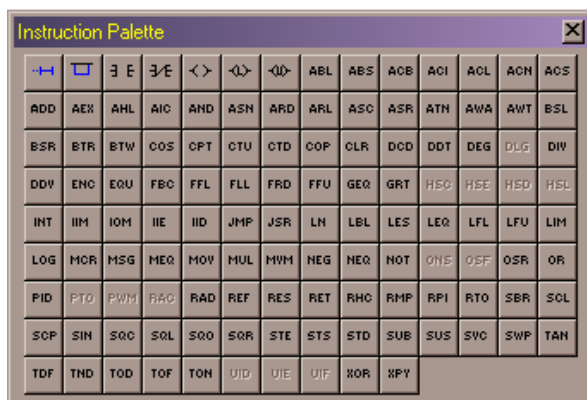 Instruction Palette
ABL ABS ACB ACI ACL ACN ACS
ADD AEX AHL AIC AND ASN ARD ARL ASC ASR ATN AWA AWT BSL
BSR BTR BTW COS CPT CTU CTD COP CLR DCD DDT DEG DLG DIV
DDV ENC EQU FBC FFL FLL FRD FFU GEQ GRT HSC HSE HSD HSL
INT IIM IOM IIE IID JMP JSR LN LBL LES LEQ LFL LFU LIM
LOG MCR MSG MEQ MOV MUL MVM NEG NEQ NOT ONS OSF OSR OR
PID PTO PWM RAC RAD REF RES RET RHC RMP RPI RTO SBR SCL
SCP SIN SQC SQL SQO SQR STE STS STD SUB SUS SVC SWP TAN
TDF TND TOD TOF TON UID UIE UIF XOR XPY